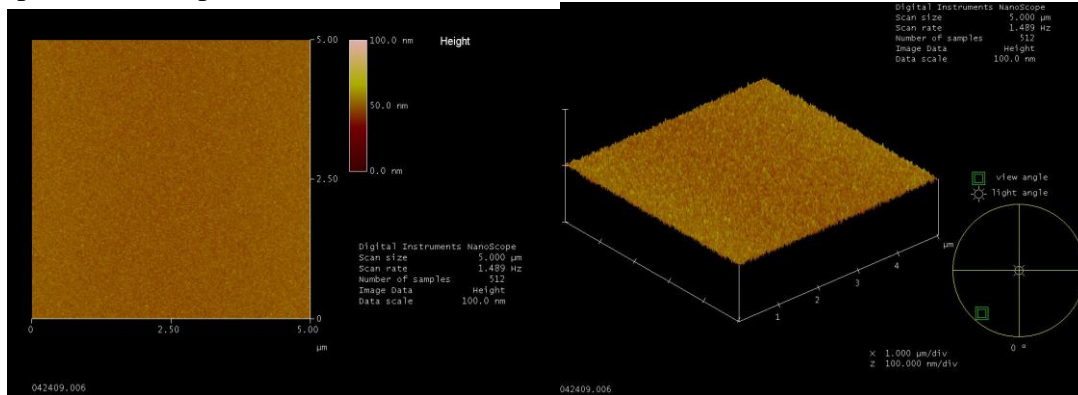 5.00
100.0 nm
Height
50.0 nm
2.50
0.0 nm
Digital Instruments NanoScope
Scan size 5.000 µm
Scan rate 1.489 Hz
Number of samples 512
Image Data Height
Data scale 100.0 nm
0
0 2.50 5.00
µm
042409.006
Digital Instruments NanoScope
Scan size 5.000 µm
Scan rate 1.489 Hz
Number of samples 512
Image Data Height
Data scale 100.0 nm
view angle
light angle
µm
4
3
2
1
0 °
X 1.000 µm/div
Z 100.000 nm/div
042409.006